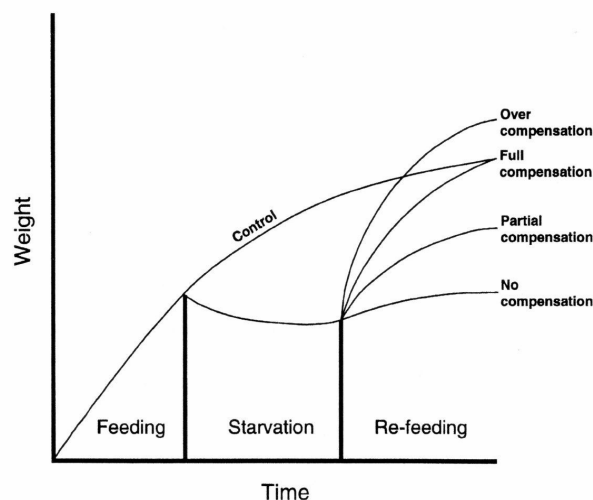 Over
compensation
Full
compensation
Control
Partial
compensation
Weight
No
compensation
Feeding
Starvation
Re-feeding
Time